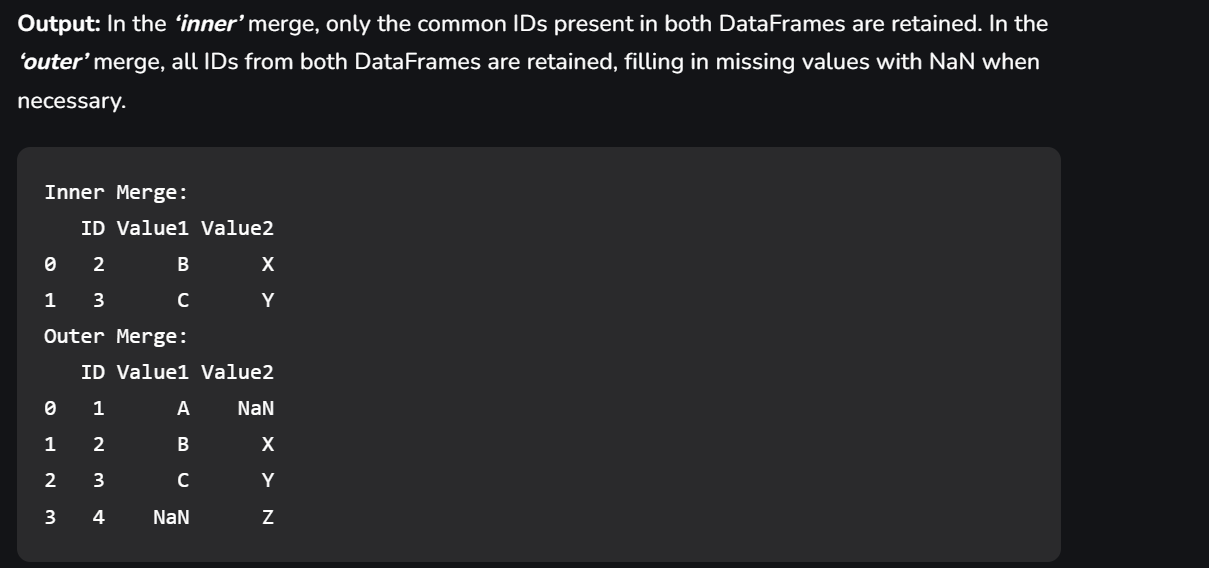 Output: In the ‘inner’ merge, only the common IDs present in both DataFrames are retained. In the
‘outer’ merge, all IDs from both DataFrames are retained, filling in missing values with NaN when
necessary.
Inner Merge:
   ID Value1 Value2
0   2      B      X
1   3      C      Y
Outer Merge:
   ID Value1 Value2
0   1      A    NaN
1   2      B      X
2   3      C      Y
3   4    NaN      Z